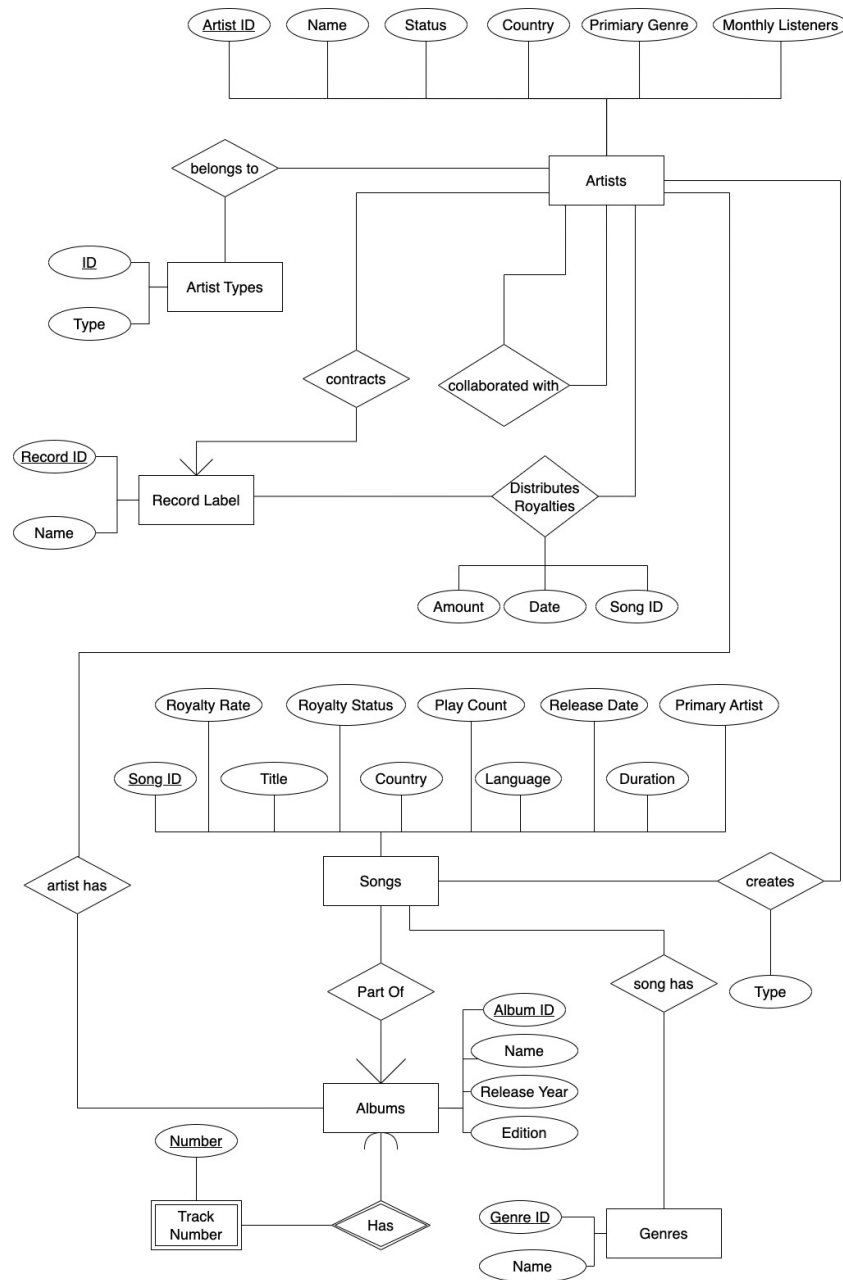 Artist ID
Name
Status
Country
Primiary Genre
Monthly Listeners
belongs to
Artists
ID
Artist Types
Type
contracts
collaborated with
Record ID
Record Label
Name
Distributes
Royalties
Amount
Date
Song ID
Royalty Rate
Royalty Status
Play Count
Release Date
Primary Artist
Song ID
Title
Country
Language
Duration
artist has
Songs
creates
Part Of
song has
Type
Album ID
Name
Release Year
Edition
Albums
Number
Track
Number
Has
Genre ID
Name
Genres